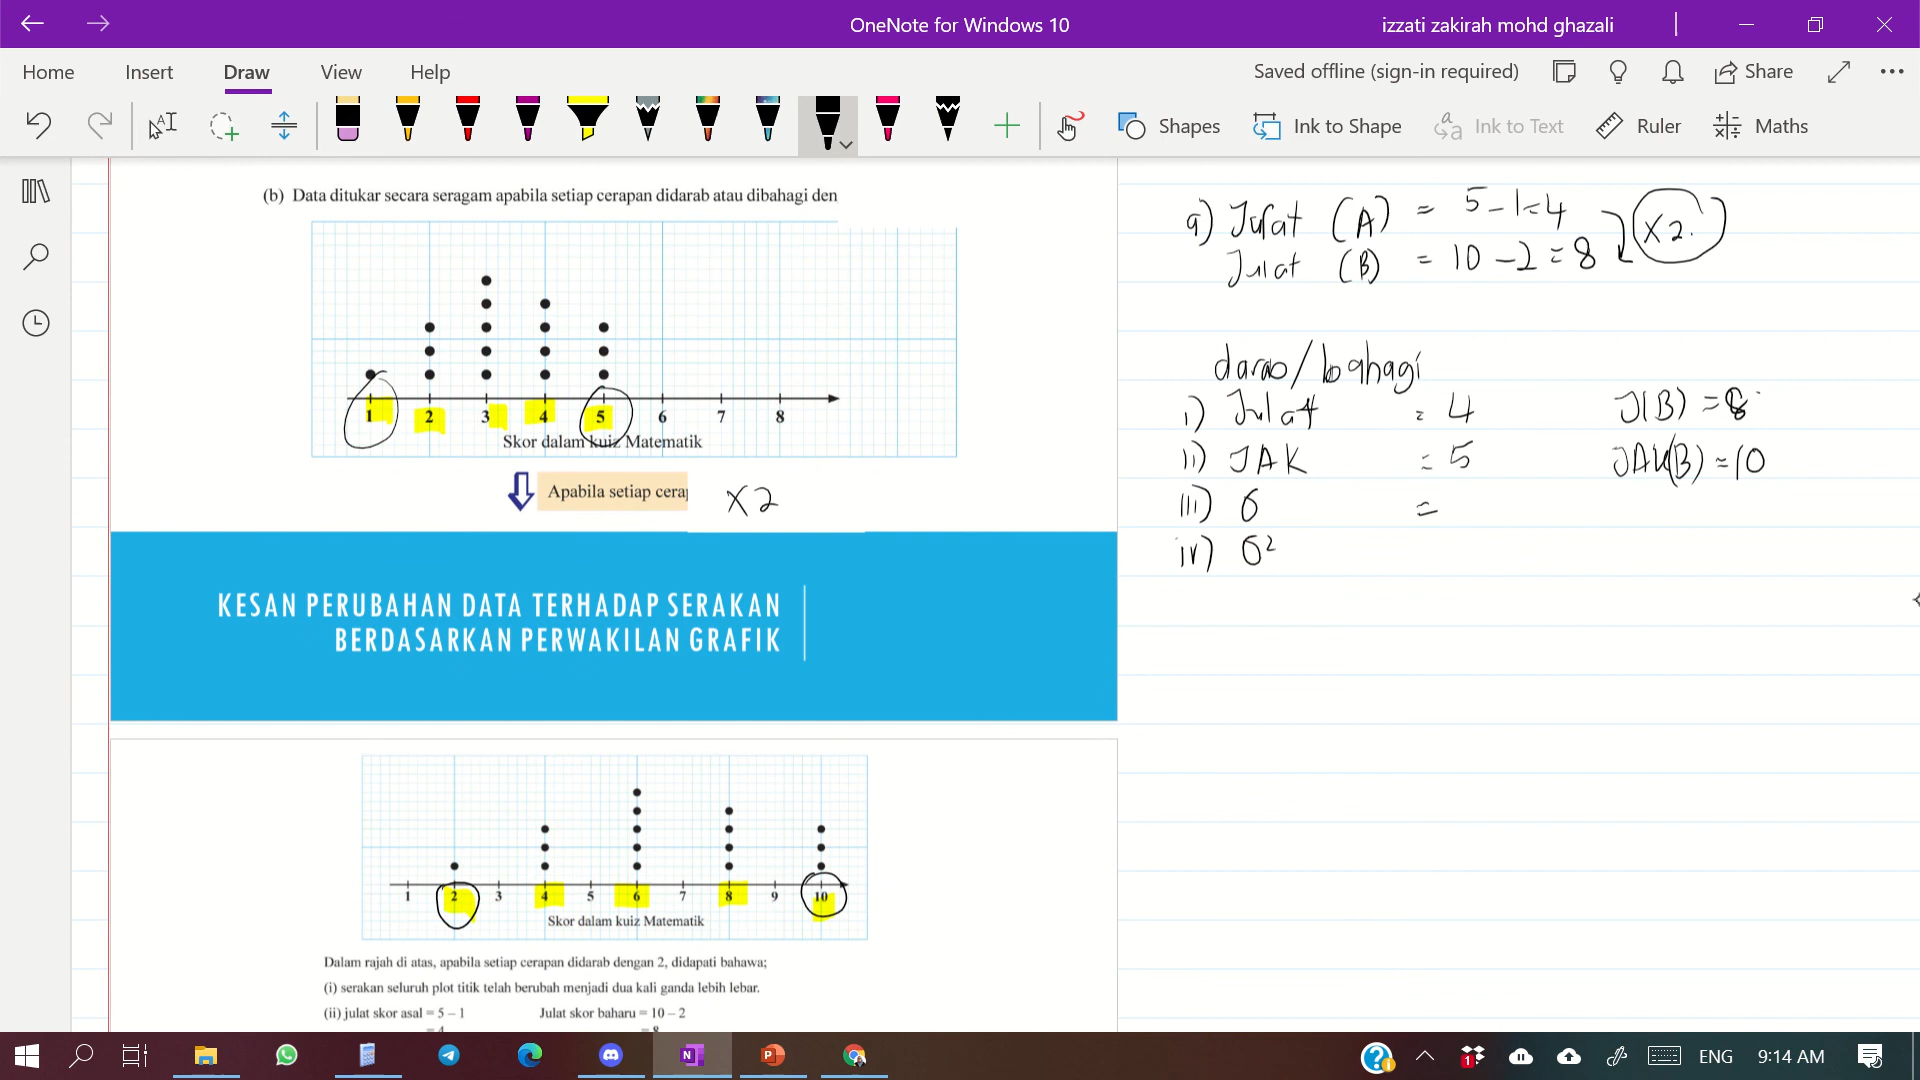 OneNote for Windows 10
izzati zakirah mohd ghazali
Home Insert Draw View Help
Saved offline (sign-in required) Share
Shapes Ink to Shape Ink to Text Ruler Maths
(b) Data ditukar secara seragam apabila setiap cerapan didarab atau dibahagi den
1 2 3 4 5 6 7 8
Skor dalam kuiz Matematik
Apabila setiap cerap
x2
KESAN PERUBAHAN DATA TERHADAP SERAKAN
BERDASARKAN PERWAKILAN GRAFIK
1 2 3 4 5 6 7 8 9 10
Skor dalam kuiz Matematik
Dalam rajah di atas, apabila setiap cerapan didarab dengan 2, didapati bahawa;
(i) serakan seluruh plot titik telah berubah menjadi dua kali ganda lebih lebar.
(ii) julat skor asal = 5 – 1 Julat skor baharu = 10 – 2
= 4 = 8
a) Julat (A) = 5 - 1 = 4
x2
Julat (B) = 10 - 2 = 8
darab/bahagi
i) Julat = 4 J(B) = 8
ii) JAK = 5 JAK(B) = 10
iii) σ =
iv) σ²
1
ENG 9:14 AM